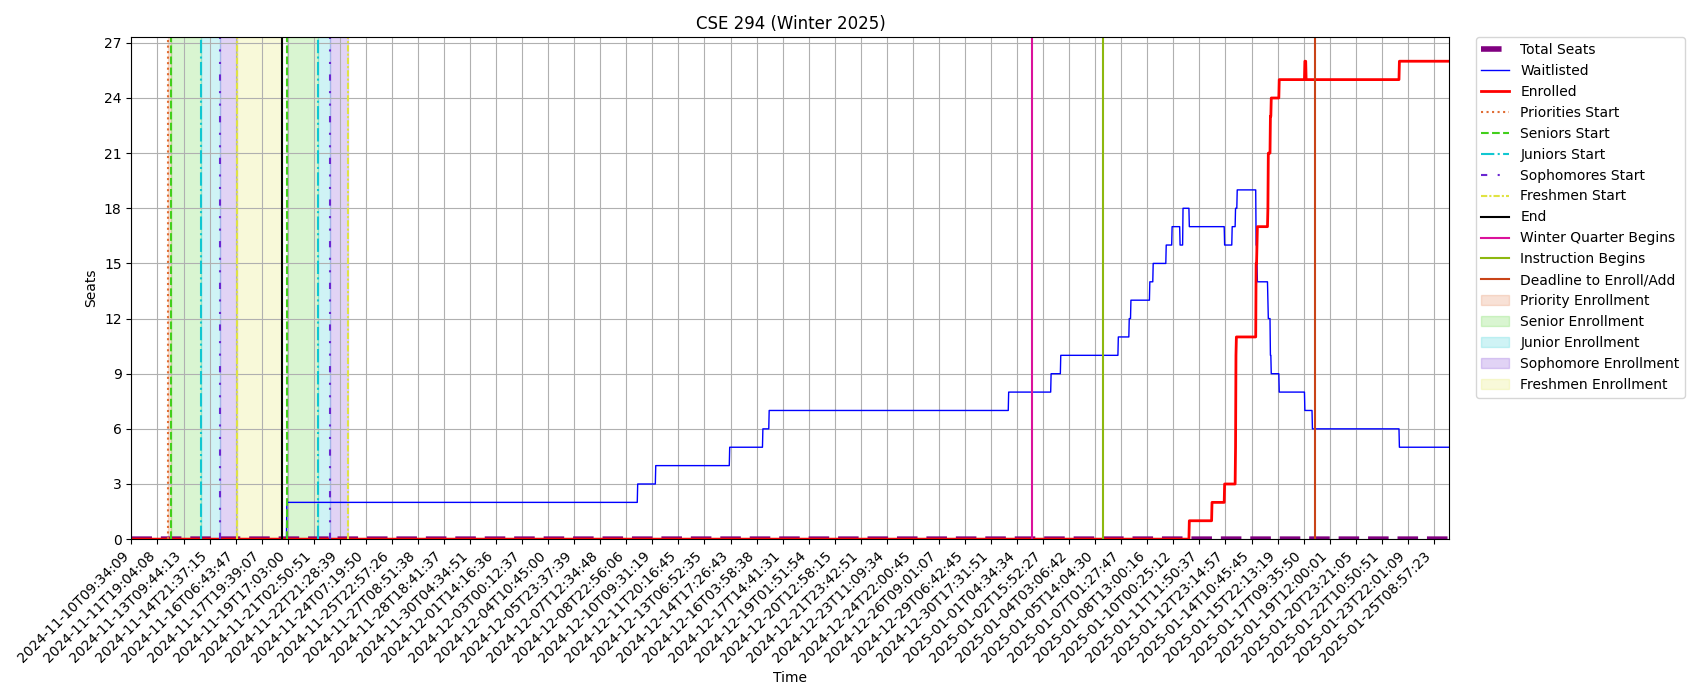 CSE 294 (Winter 2025)
Seats
27
24
21
18
15
12
9
6
3
0
2024-11-10T09:34:09
2024-11-11T19:04:08
2024-11-13T09:44:13
2024-11-14T21:37:15
2024-11-16T06:43:47
2024-11-17T19:39:07
2024-11-19T17:03:00
2024-11-21T02:50:51
2024-11-22T21:28:39
2024-11-24T07:19:50
2024-11-25T22:57:26
2024-11-27T08:51:38
2024-11-28T18:41:37
2024-11-30T04:34:51
2024-12-01T14:16:36
2024-12-03T00:12:37
2024-12-04T10:45:00
2024-12-05T23:37:39
2024-12-07T12:34:48
2024-12-08T22:56:06
2024-12-10T09:31:19
2024-12-11T20:16:45
2024-12-13T06:52:35
2024-12-14T17:26:43
2024-12-16T03:58:38
2024-12-17T14:41:31
2024-12-19T01:51:54
2024-12-20T12:58:15
2024-12-21T23:42:51
2024-12-23T11:09:34
2024-12-24T22:00:45
2024-12-26T09:01:07
2024-12-29T06:42:45
2024-12-30T17:31:51
2025-01-01T04:34:34
2025-01-02T15:52:27
2025-01-04T03:06:42
2025-01-05T14:04:30
2025-01-07T01:27:47
2025-01-08T13:00:16
2025-01-10T00:25:12
2025-01-11T11:50:37
2025-01-12T23:14:57
2025-01-14T10:45:45
2025-01-15T22:13:19
2025-01-17T09:35:50
2025-01-19T12:00:01
2025-01-20T23:21:05
2025-01-22T10:50:51
2025-01-23T22:01:09
2025-01-25T08:57:23
Time
Total Seats
Waitlisted
Enrolled
Priorities Start
Seniors Start
Juniors Start
Sophomores Start
Freshmen Start
End
Winter Quarter Begins
Instruction Begins
Deadline to Enroll/Add
Priority Enrollment
Senior Enrollment
Junior Enrollment
Sophomore Enrollment
Freshmen Enrollment